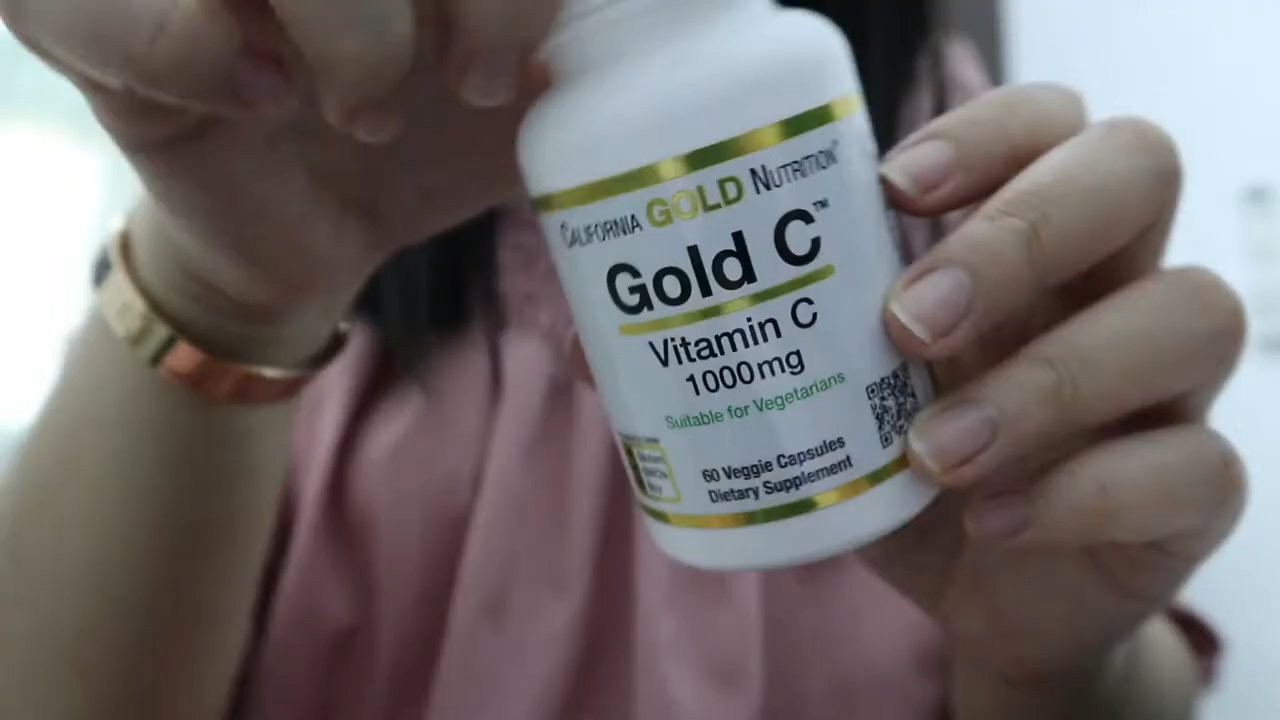 CALIFORNIA GOLD NUTRITION
Gold C™
Vitamin C
1000mg
Suitable for Vegetarians
60 Veggie Capsules
Dietary Supplement